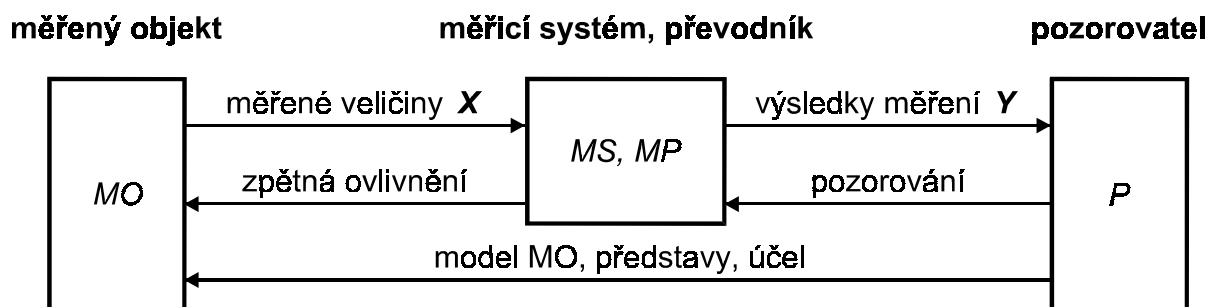 měřený objekt měřicí systém, převodník pozorovatel
měřené veličiny X výsledky měření Y
MS, MP
MO zpětná ovlivnění pozorování P
model MO, představy, účel